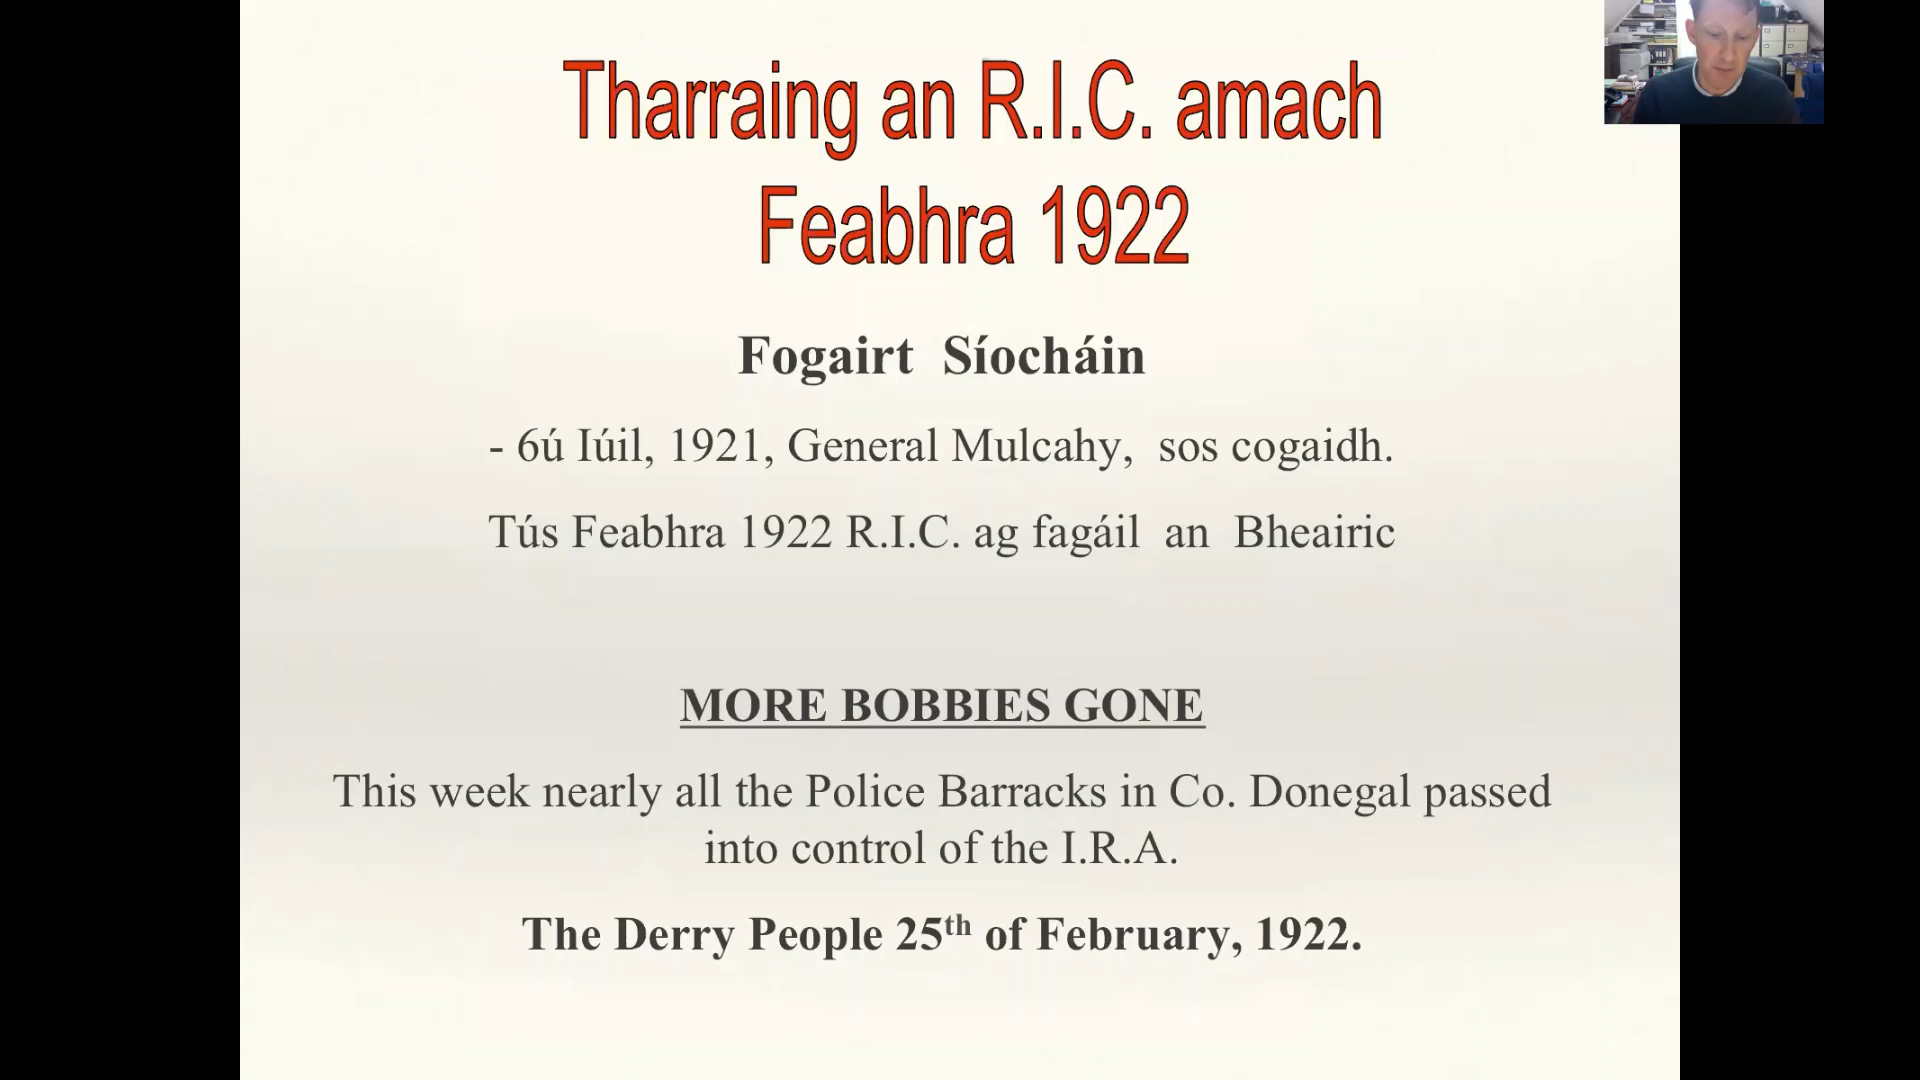 Tharraing an R.I.C. amach
Feabhra 1922
Fogairt Síocháin
- 6ú Iúil, 1921, General Mulcahy, sos cogaidh.
Tús Feabhra 1922 R.I.C. ag fagáil an Bheairic
MORE BOBBIES GONE
This week nearly all the Police Barracks in Co. Donegal passed
into control of the I.R.A.
The Derry People 25th of February, 1922.